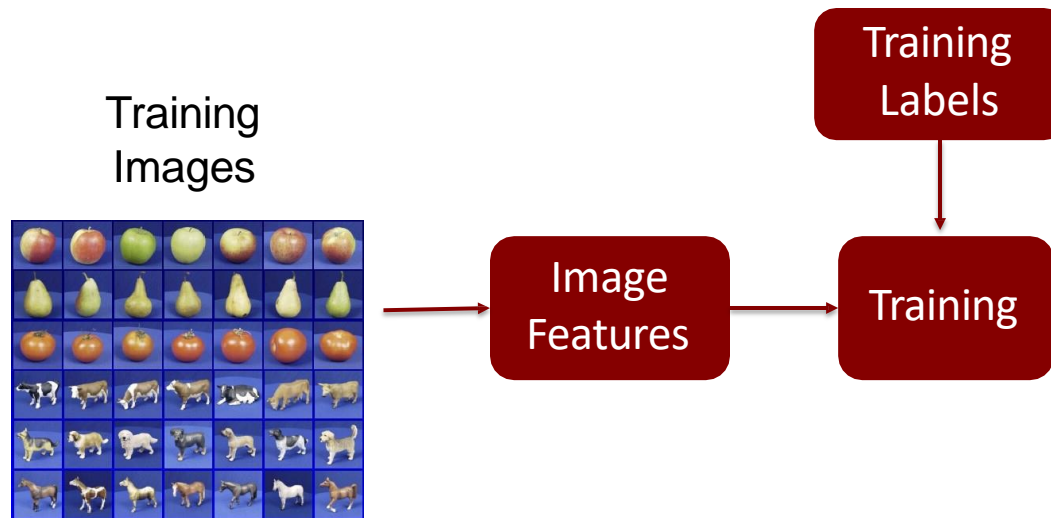 Training
Labels
Training
Images
Image
Features
Training